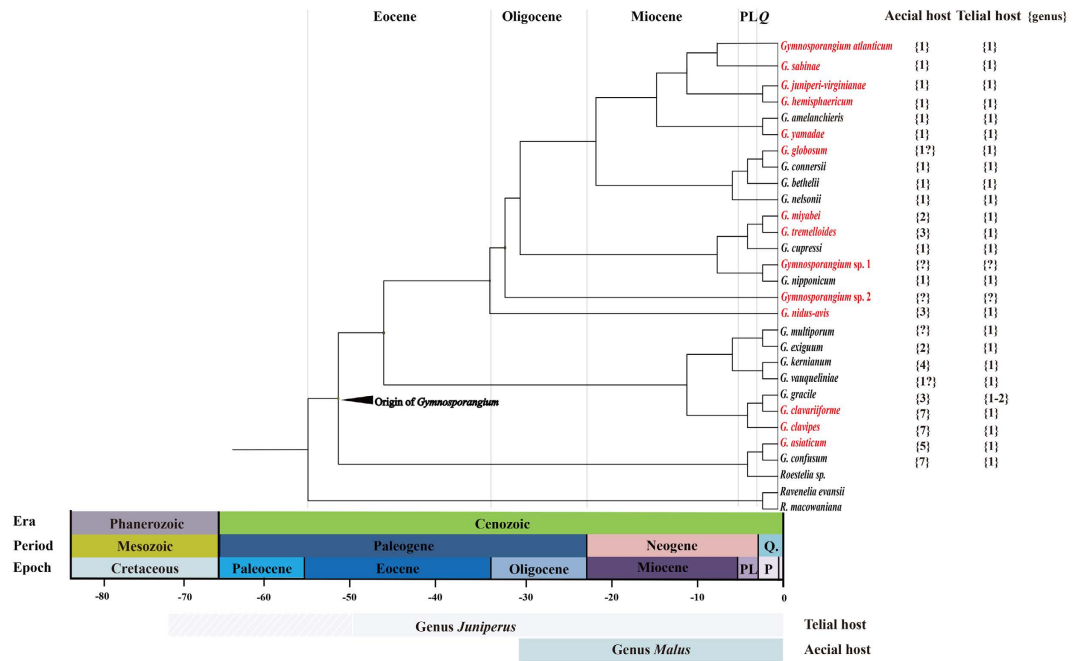 Eocene Oligocene Miocene PL Q Aecial host Telial host {genus}
Gymnosporangium atlanticum {1} {1}
G. sabinae {1} {1}
G. juniperi-virginianae {1} {1}
G. hemisphaericum {1} {1}
G. amelanchieris {1} {1}
G. yamadae {1} {1}
G. globosum {1?} {1}
G. connersii {1} {1}
G. bethelii {1} {1}
G. nelsonii {1} {1}
G. miyabei {2} {1}
G. tremelloides {3} {1}
G. cupressi {1} {1}
Gymnosporangium sp. 1 {?} {?}
G. nipponicum {1} {1}
Gymnosporangium sp. 2 {?} {?}
G. nidus-avis {3} {1}
G. multiporum {?} {1}
G. exiguum {2} {1}
G. kernianum {4} {1}
G. vauqueliniae {1?} {1}
G. gracile {3} {1-2}
Origin of Gymnosporangium
G. clavariiforme {7} {1}
G. clavipes {7} {1}
G. asiaticum {5} {1}
G. confusum {7} {1}
Roestelia sp.
Ravenelia evansii
R. macowaniana
Era Phanerozoic Cenozoic
Period Mesozoic Paleogene Neogene Q.
Epoch Cretaceous Paleocene Eocene Oligocene Miocene PL P
-80 -60 -50 -40 -30 -20 -10 0
Genus Juniperus Telial host
Genus Malus Aecial host